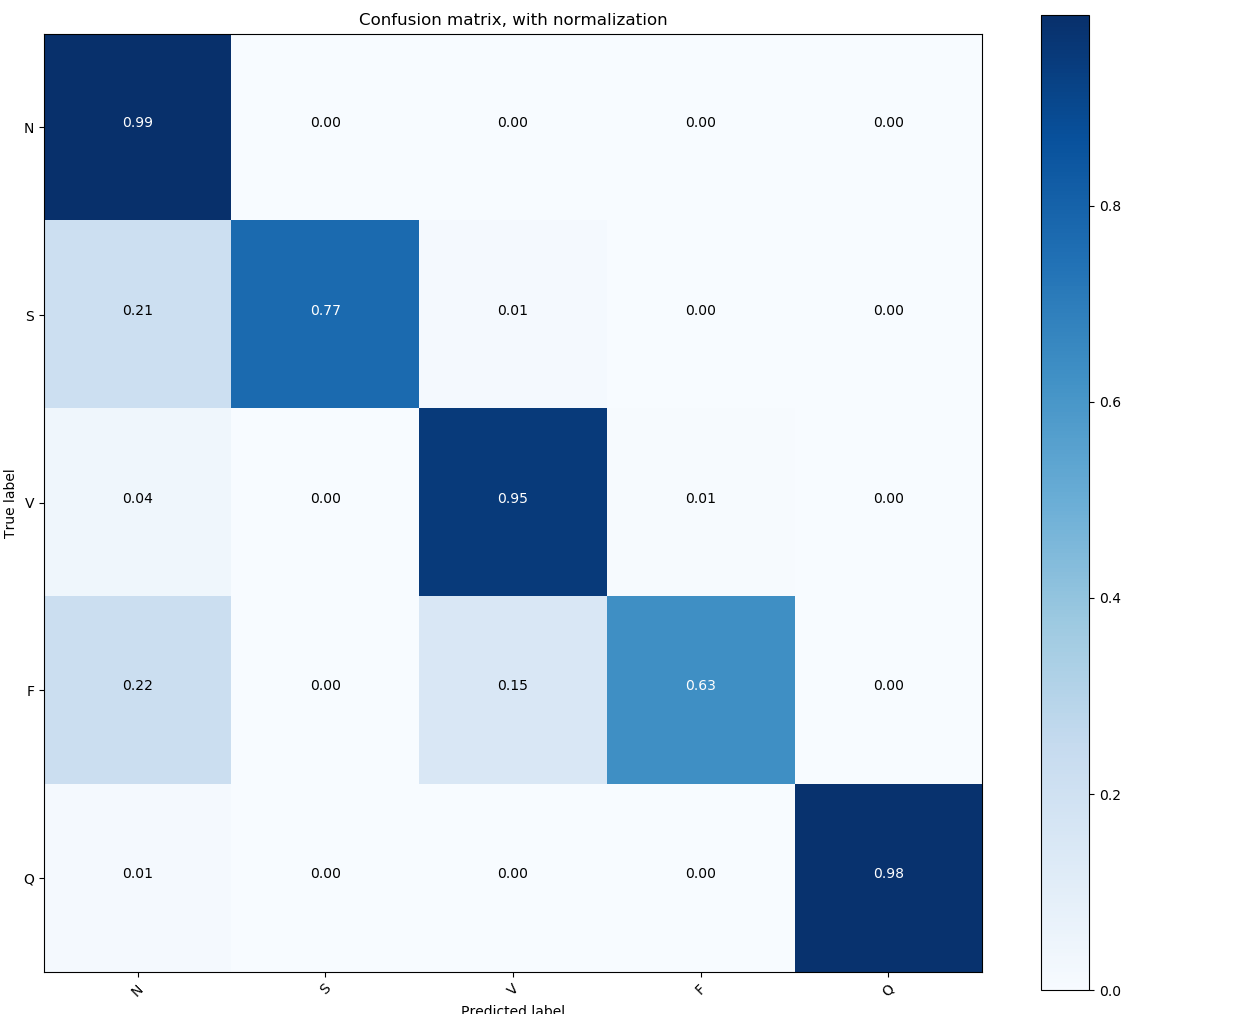 Confusion matrix, with normalization
N 0.99 0.00 0.00 0.00 0.00
0.8
S 0.21 0.77 0.01 0.00 0.00
0.6
True label
V 0.04 0.00 0.95 0.01 0.00
0.4
F 0.22 0.00 0.15 0.63 0.00
0.2
Q 0.01 0.00 0.00 0.00 0.98
N S V F Q
0.0
Predicted label